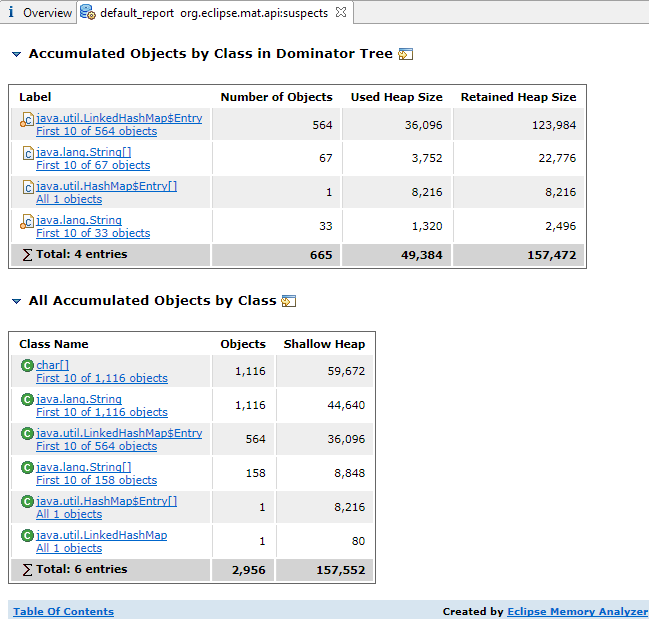 Overview default_report org.eclipse.mat.api:suspects
Accumulated Objects by Class in Dominator Tree
Label Number of Objects Used Heap Size Retained Heap Size
java.util.LinkedHashMap$Entry
First 10 of 564 objects 564 36,096 123,984
java.lang.String[]
First 10 of 67 objects 67 3,752 22,776
java.util.HashMap$Entry[]
All 1 objects 1 8,216 8,216
java.lang.String
First 10 of 33 objects 33 1,320 2,496
∑ Total: 4 entries 665 49,384 157,472
All Accumulated Objects by Class
Class Name Objects Shallow Heap
char[]
First 10 of 1,116 objects 1,116 59,672
java.lang.String
First 10 of 1,116 objects 1,116 44,640
java.util.LinkedHashMap$Entry
First 10 of 564 objects 564 36,096
java.lang.String[]
First 10 of 158 objects 158 8,848
java.util.HashMap$Entry[]
All 1 objects 1 8,216
java.util.LinkedHashMap
All 1 objects 1 80
∑ Total: 6 entries 2,956 157,552
Table Of Contents Created by Eclipse Memory Analyzer